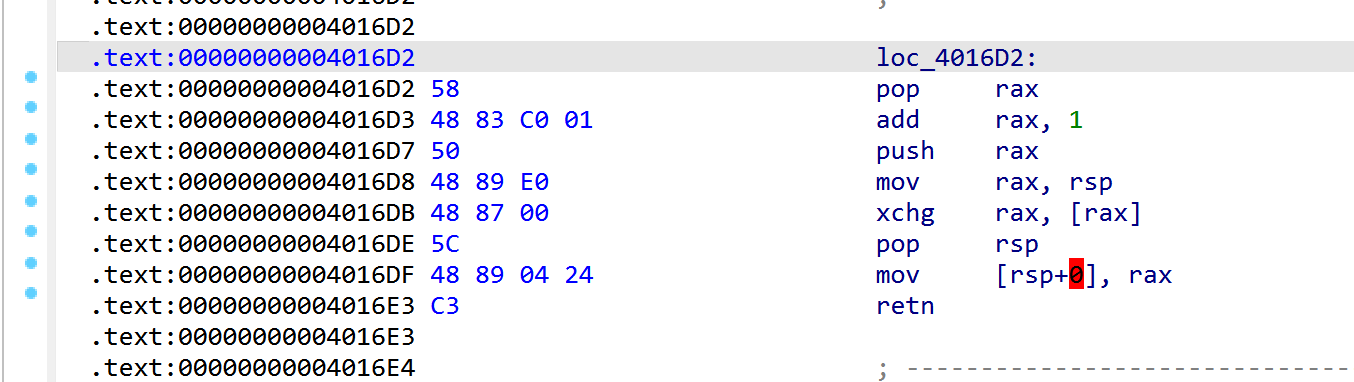 .text:00000000004016D2
.text:00000000004016D2 loc_4016D2:
.text:00000000004016D2 58 pop rax
.text:00000000004016D3 48 83 C0 01 add rax, 1
.text:00000000004016D7 50 push rax
.text:00000000004016D8 48 89 E0 mov rax, rsp
.text:00000000004016DB 48 87 00 xchg rax, [rax]
.text:00000000004016DE 5C pop rsp
.text:00000000004016DF 48 89 04 24 mov [rsp+0], rax
.text:00000000004016E3 C3 retn
.text:00000000004016E3
.text:00000000004016E4 ; -------------------------------